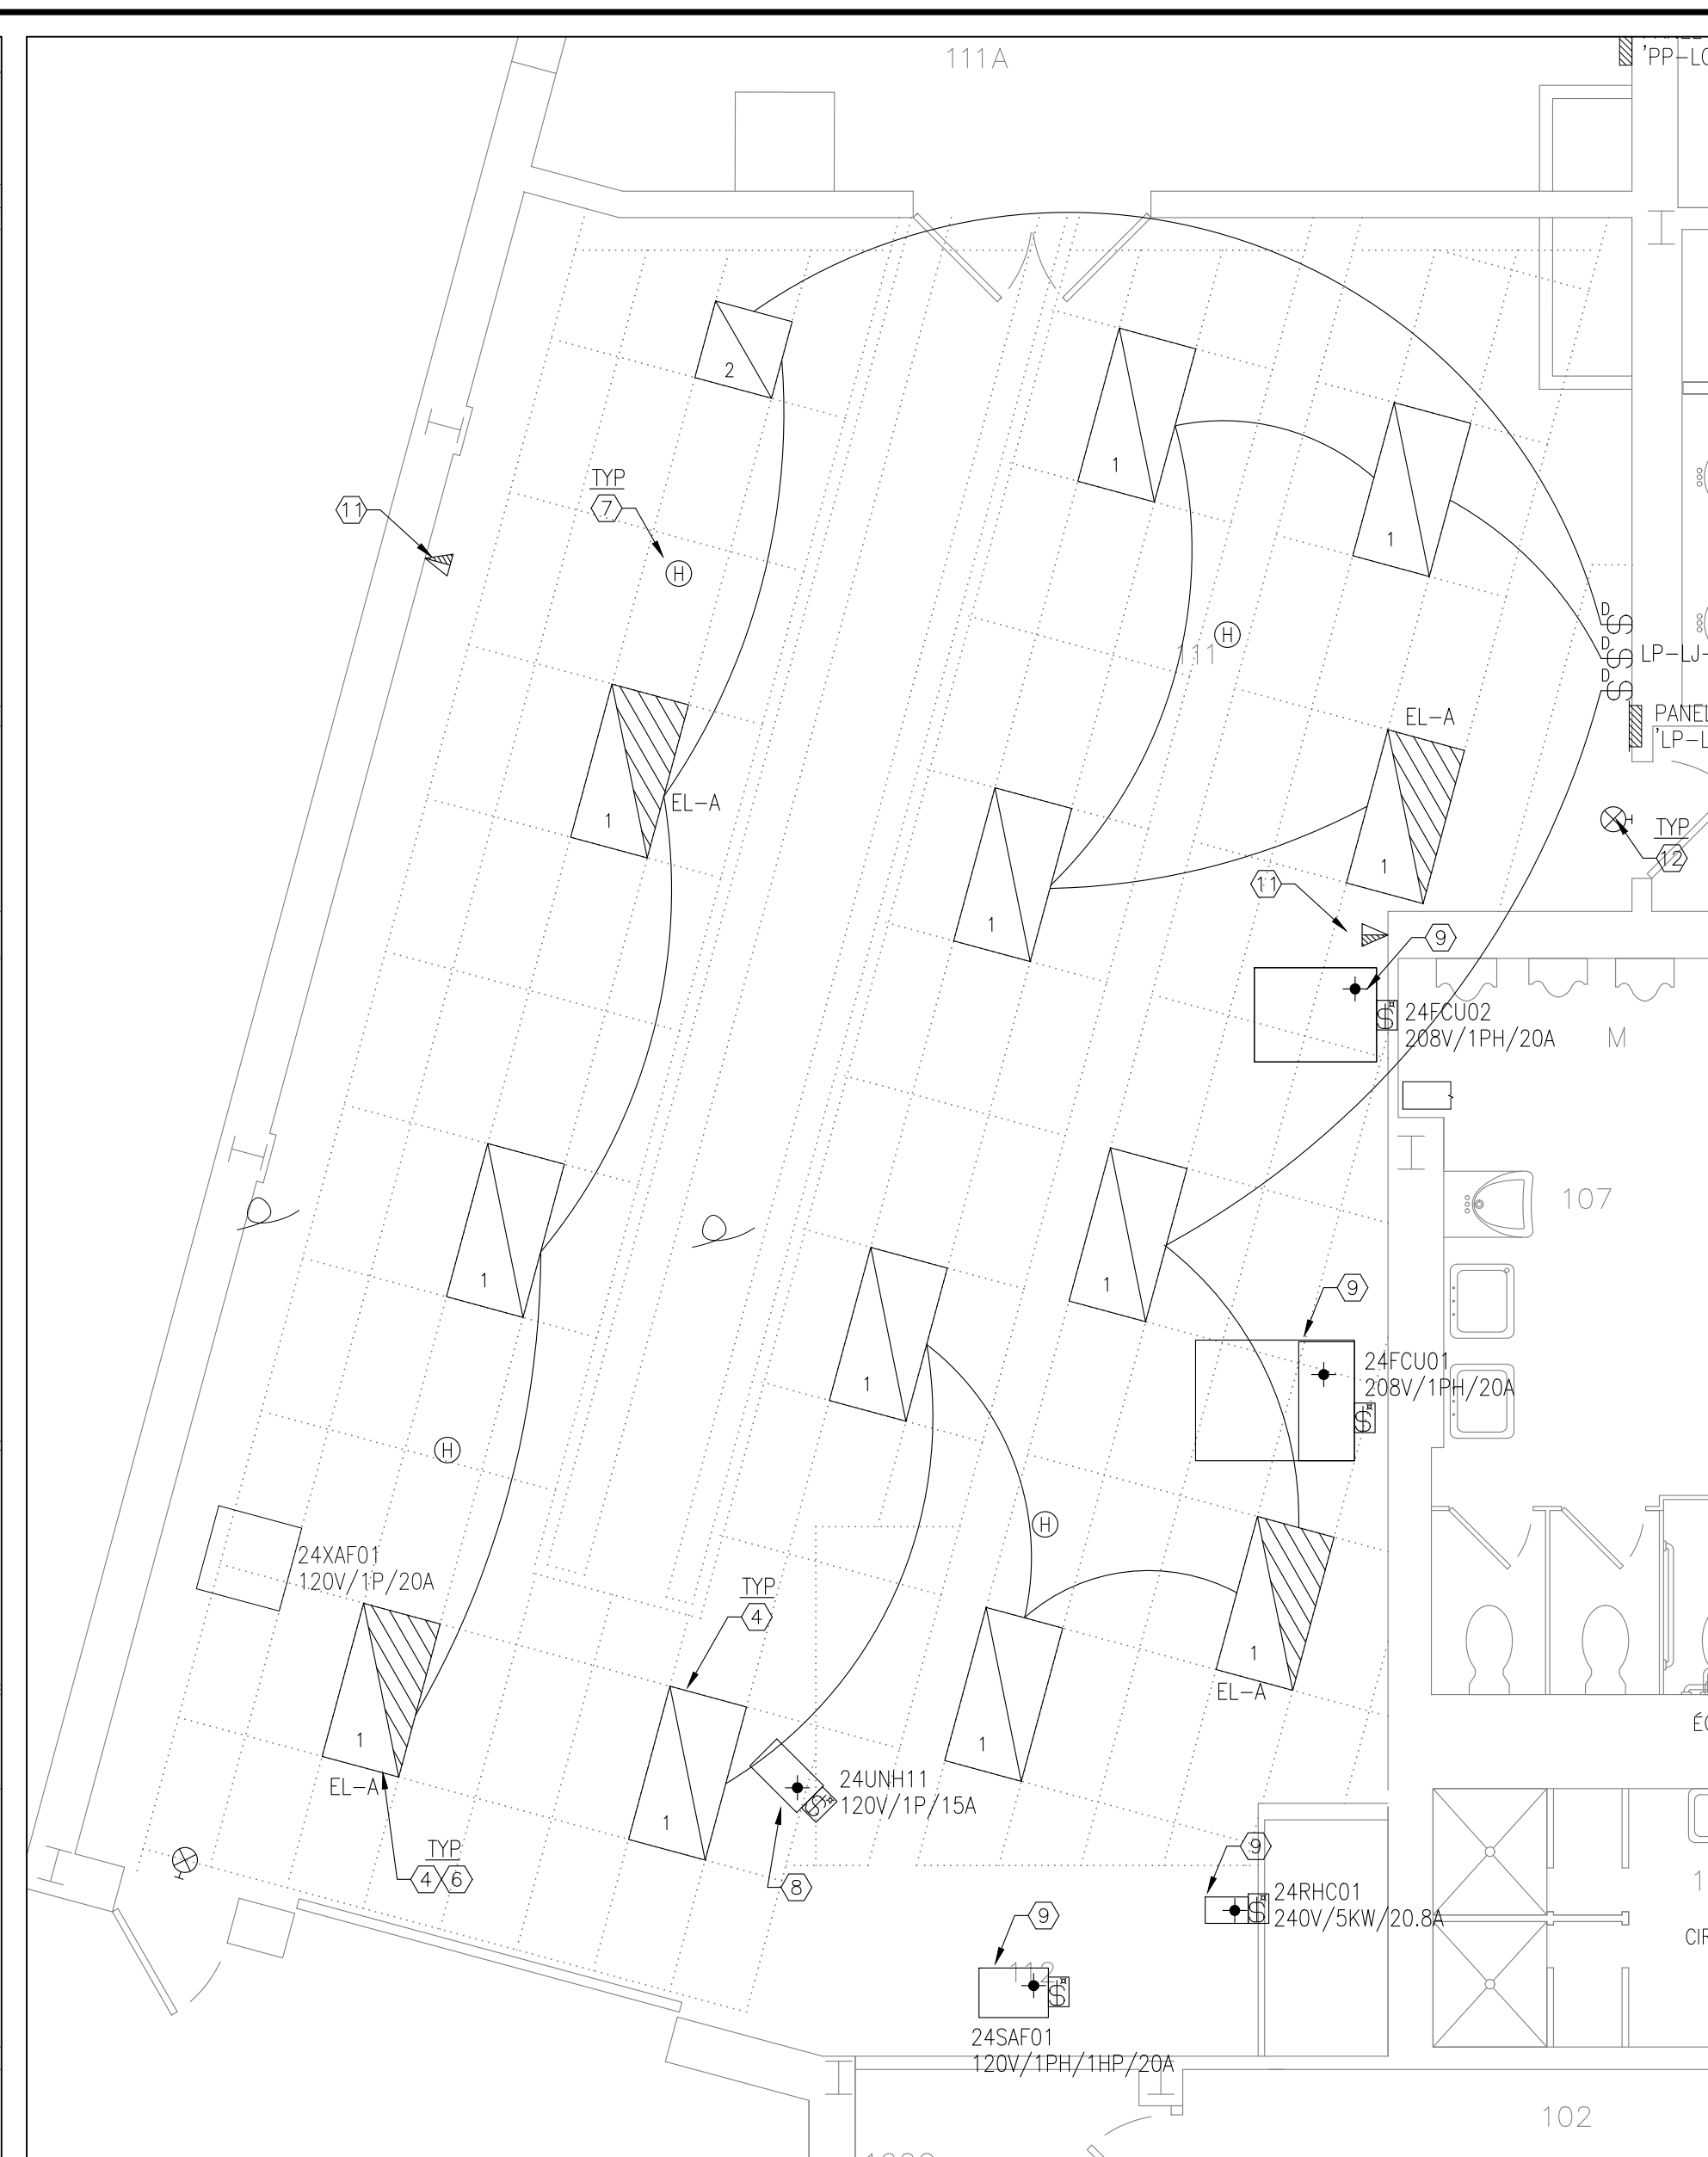 111A
'PP-LC
2
TYP
7
11
H
1
1
H
111
D
S
D
S
D
S
LP-LJ-
PANEL
'LP-L
EL-A
EL-A
1
1
1
TYP
12
11
9
24FCU02
208V/1PH/20A
M
107
1
1
1
9
24FCU01
208V/1PH/20A
H
H
24XAF01
120V/1P/20A
TYP
4
1
EL-A
1
EL-A
1
1
24UNH11
120V/1P/15A
TYP
4
6
8
9
24RHC01
240V/5KW/20.8A
9
112
24SAF01
120V/1PH/1HP/20A
CIR
102